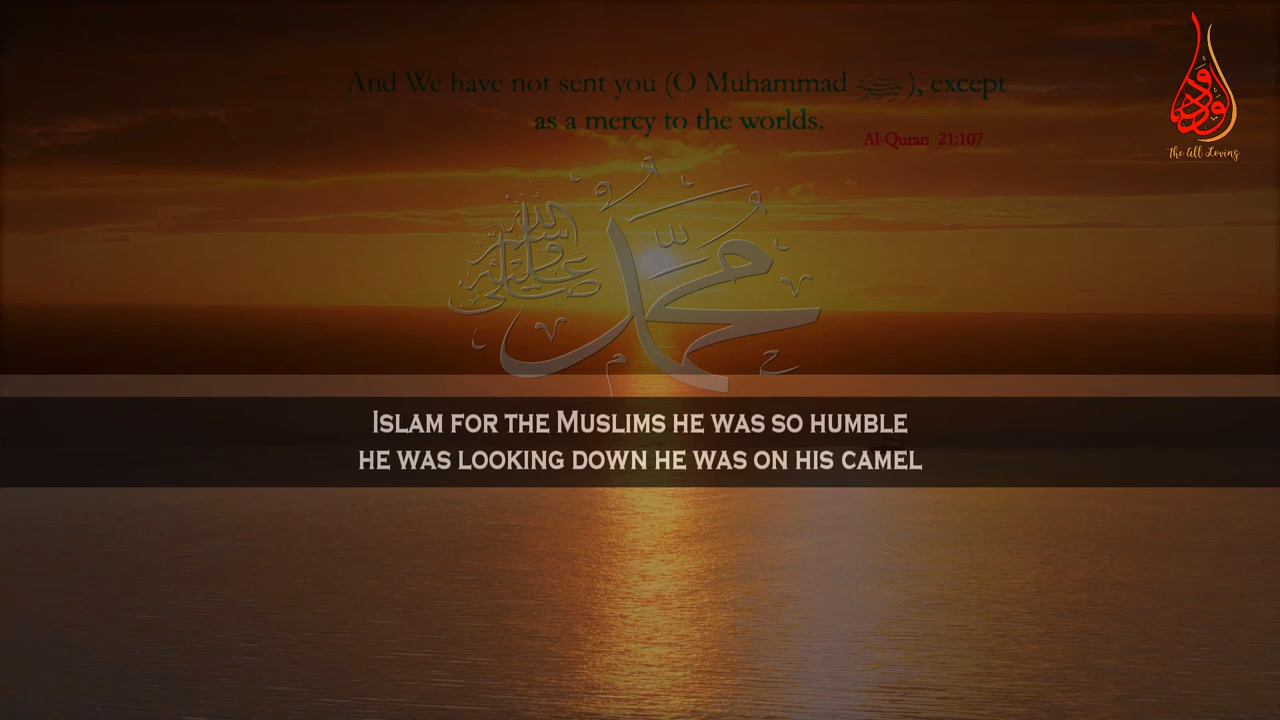 And We have not sent you (O Muhammad ﷺ), except
as a mercy to the worlds.
Al-Quran 21:107
الودود
The All Loving
محمد
صلى الله عليه وسلم
Islam for the Muslims he was so humble
he was looking down he was on his camel